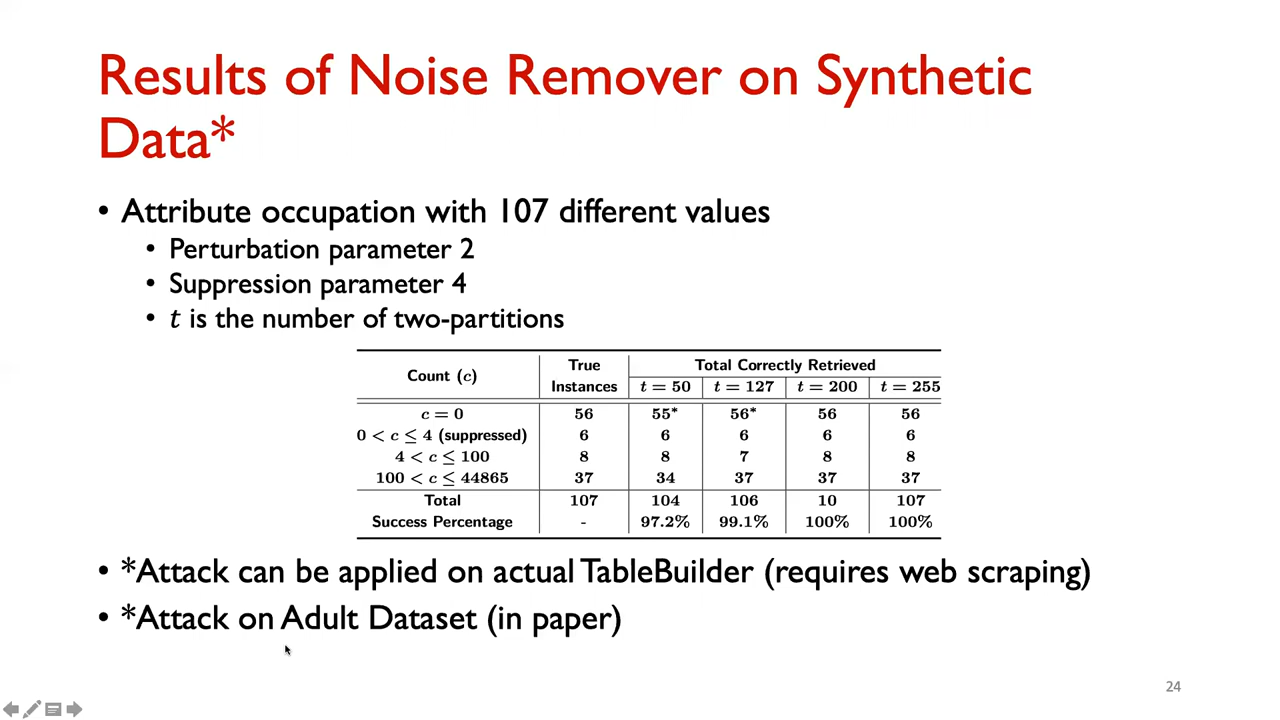 Results of Noise Remover on Synthetic
Data*
• Attribute occupation with 107 different values
• Perturbation parameter 2
• Suppression parameter 4
• t is the number of two-partitions
Count (c) True Instances Total Correctly Retrieved
t = 50 t = 127 t = 200 t = 255
c = 0 56 55* 56* 56 56
0 < c ≤ 4 (suppressed) 6 6 6 6 6
4 < c ≤ 100 8 8 7 8 8
100 < c ≤ 44865 37 34 37 37 37
Total 107 104 106 10 107
Success Percentage - 97.2% 99.1% 100% 100%
• *Attack can be applied on actual TableBuilder (requires web scraping)
• *Attack on Adult Dataset (in paper)
24